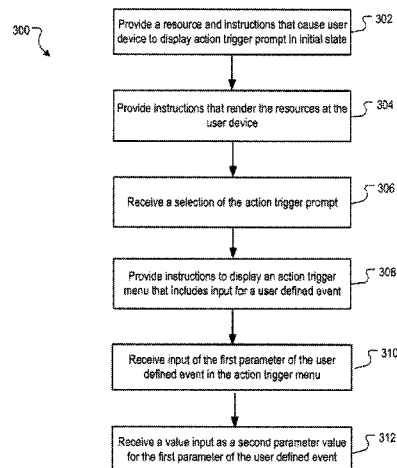 300
Provide a resource and instructions that cause user
device to display action trigger prompt in initial state
302
Provide instructions that render the resources at the
user device
304
Receive a selection of the action trigger prompt
306
Provide instructions to display an action trigger
menu that includes input for a user defined event
308
Receive input of the first parameter of the user
defined event in the action trigger menu
310
Receive a value input as a second parameter value
for the first parameter of the user defined event
312